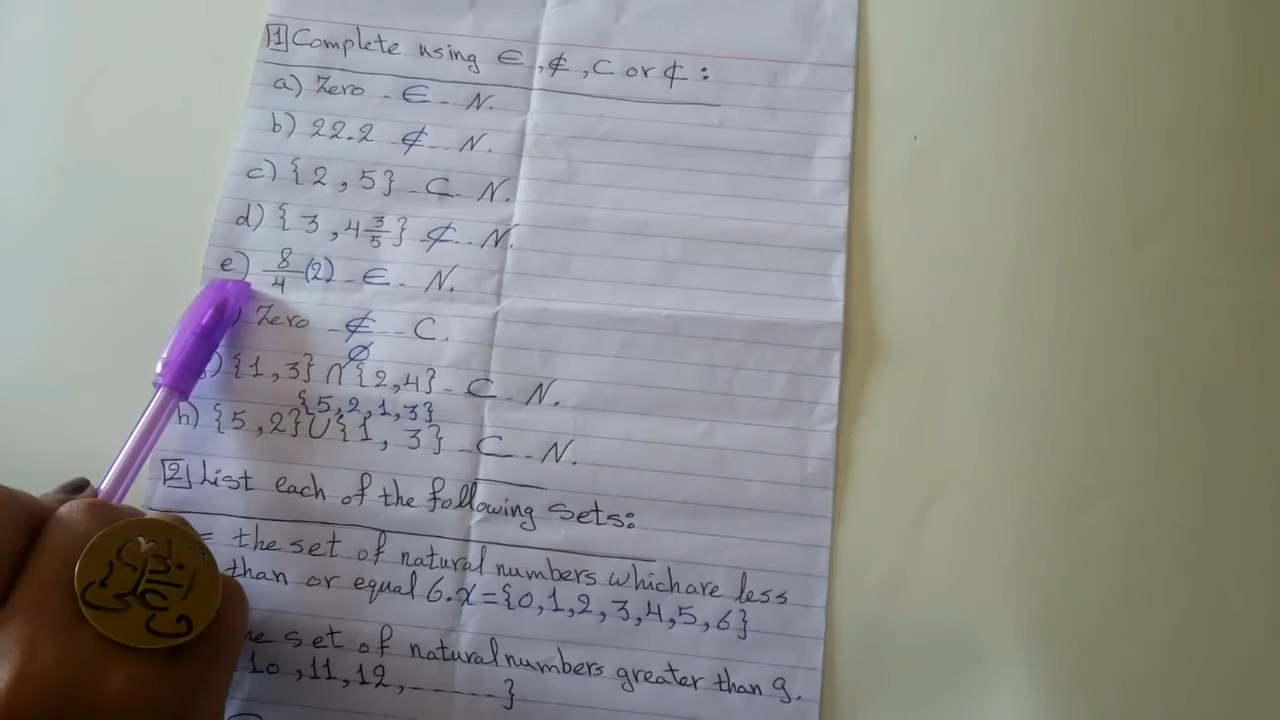 1 Complete using ∈, ∉, ⊂ or ⊄ :
a) Zero ∈ N.
b) 22.2 ∉ N.
c) {2, 5} ⊂ N.
d) {3, 4 3/5} ⊄ N.
e) 8/4 (2) ∈ N.
) Zero ∉ C.
∅
) {1, 3} ∩ {2, 4} ⊂ N.
{5, 2, 1, 3}
h) {5, 2} ∪ {1, 3} ⊂ N.
2 List each of the following sets:
= the set of natural numbers which are less
than or equal 6. X = {0, 1, 2, 3, 4, 5, 6}
set of natural numbers greater than 9.
10, 11, 12, ------ }